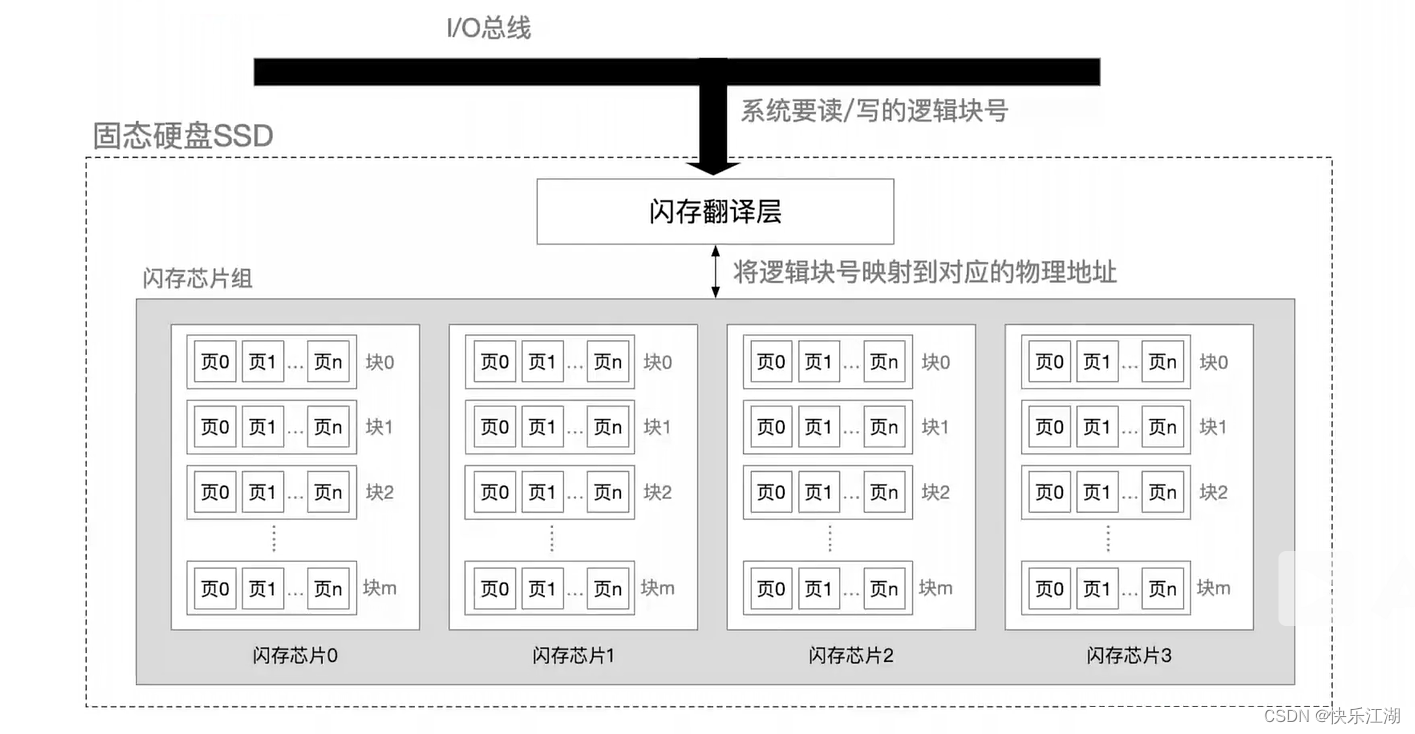 I/O总线
系统要读/写的逻辑块号
固态硬盘SSD
闪存翻译层
将逻辑块号映射到对应的物理地址
闪存芯片组
页0 页1 ... 页n 块0 页0 页1 ... 页n 块0 页0 页1 ... 页n 块0 页0 页1 ... 页n 块0
页0 页1 ... 页n 块1 页0 页1 ... 页n 块1 页0 页1 ... 页n 块1 页0 页1 ... 页n 块1
页0 页1 ... 页n 块2 页0 页1 ... 页n 块2 页0 页1 ... 页n 块2 页0 页1 ... 页n 块2
页0 页1 ... 页n 块m 页0 页1 ... 页n 块m 页0 页1 ... 页n 块m 页0 页1 ... 页n 块m
闪存芯片0 闪存芯片1 闪存芯片2 闪存芯片3
CSDN @快乐江湖